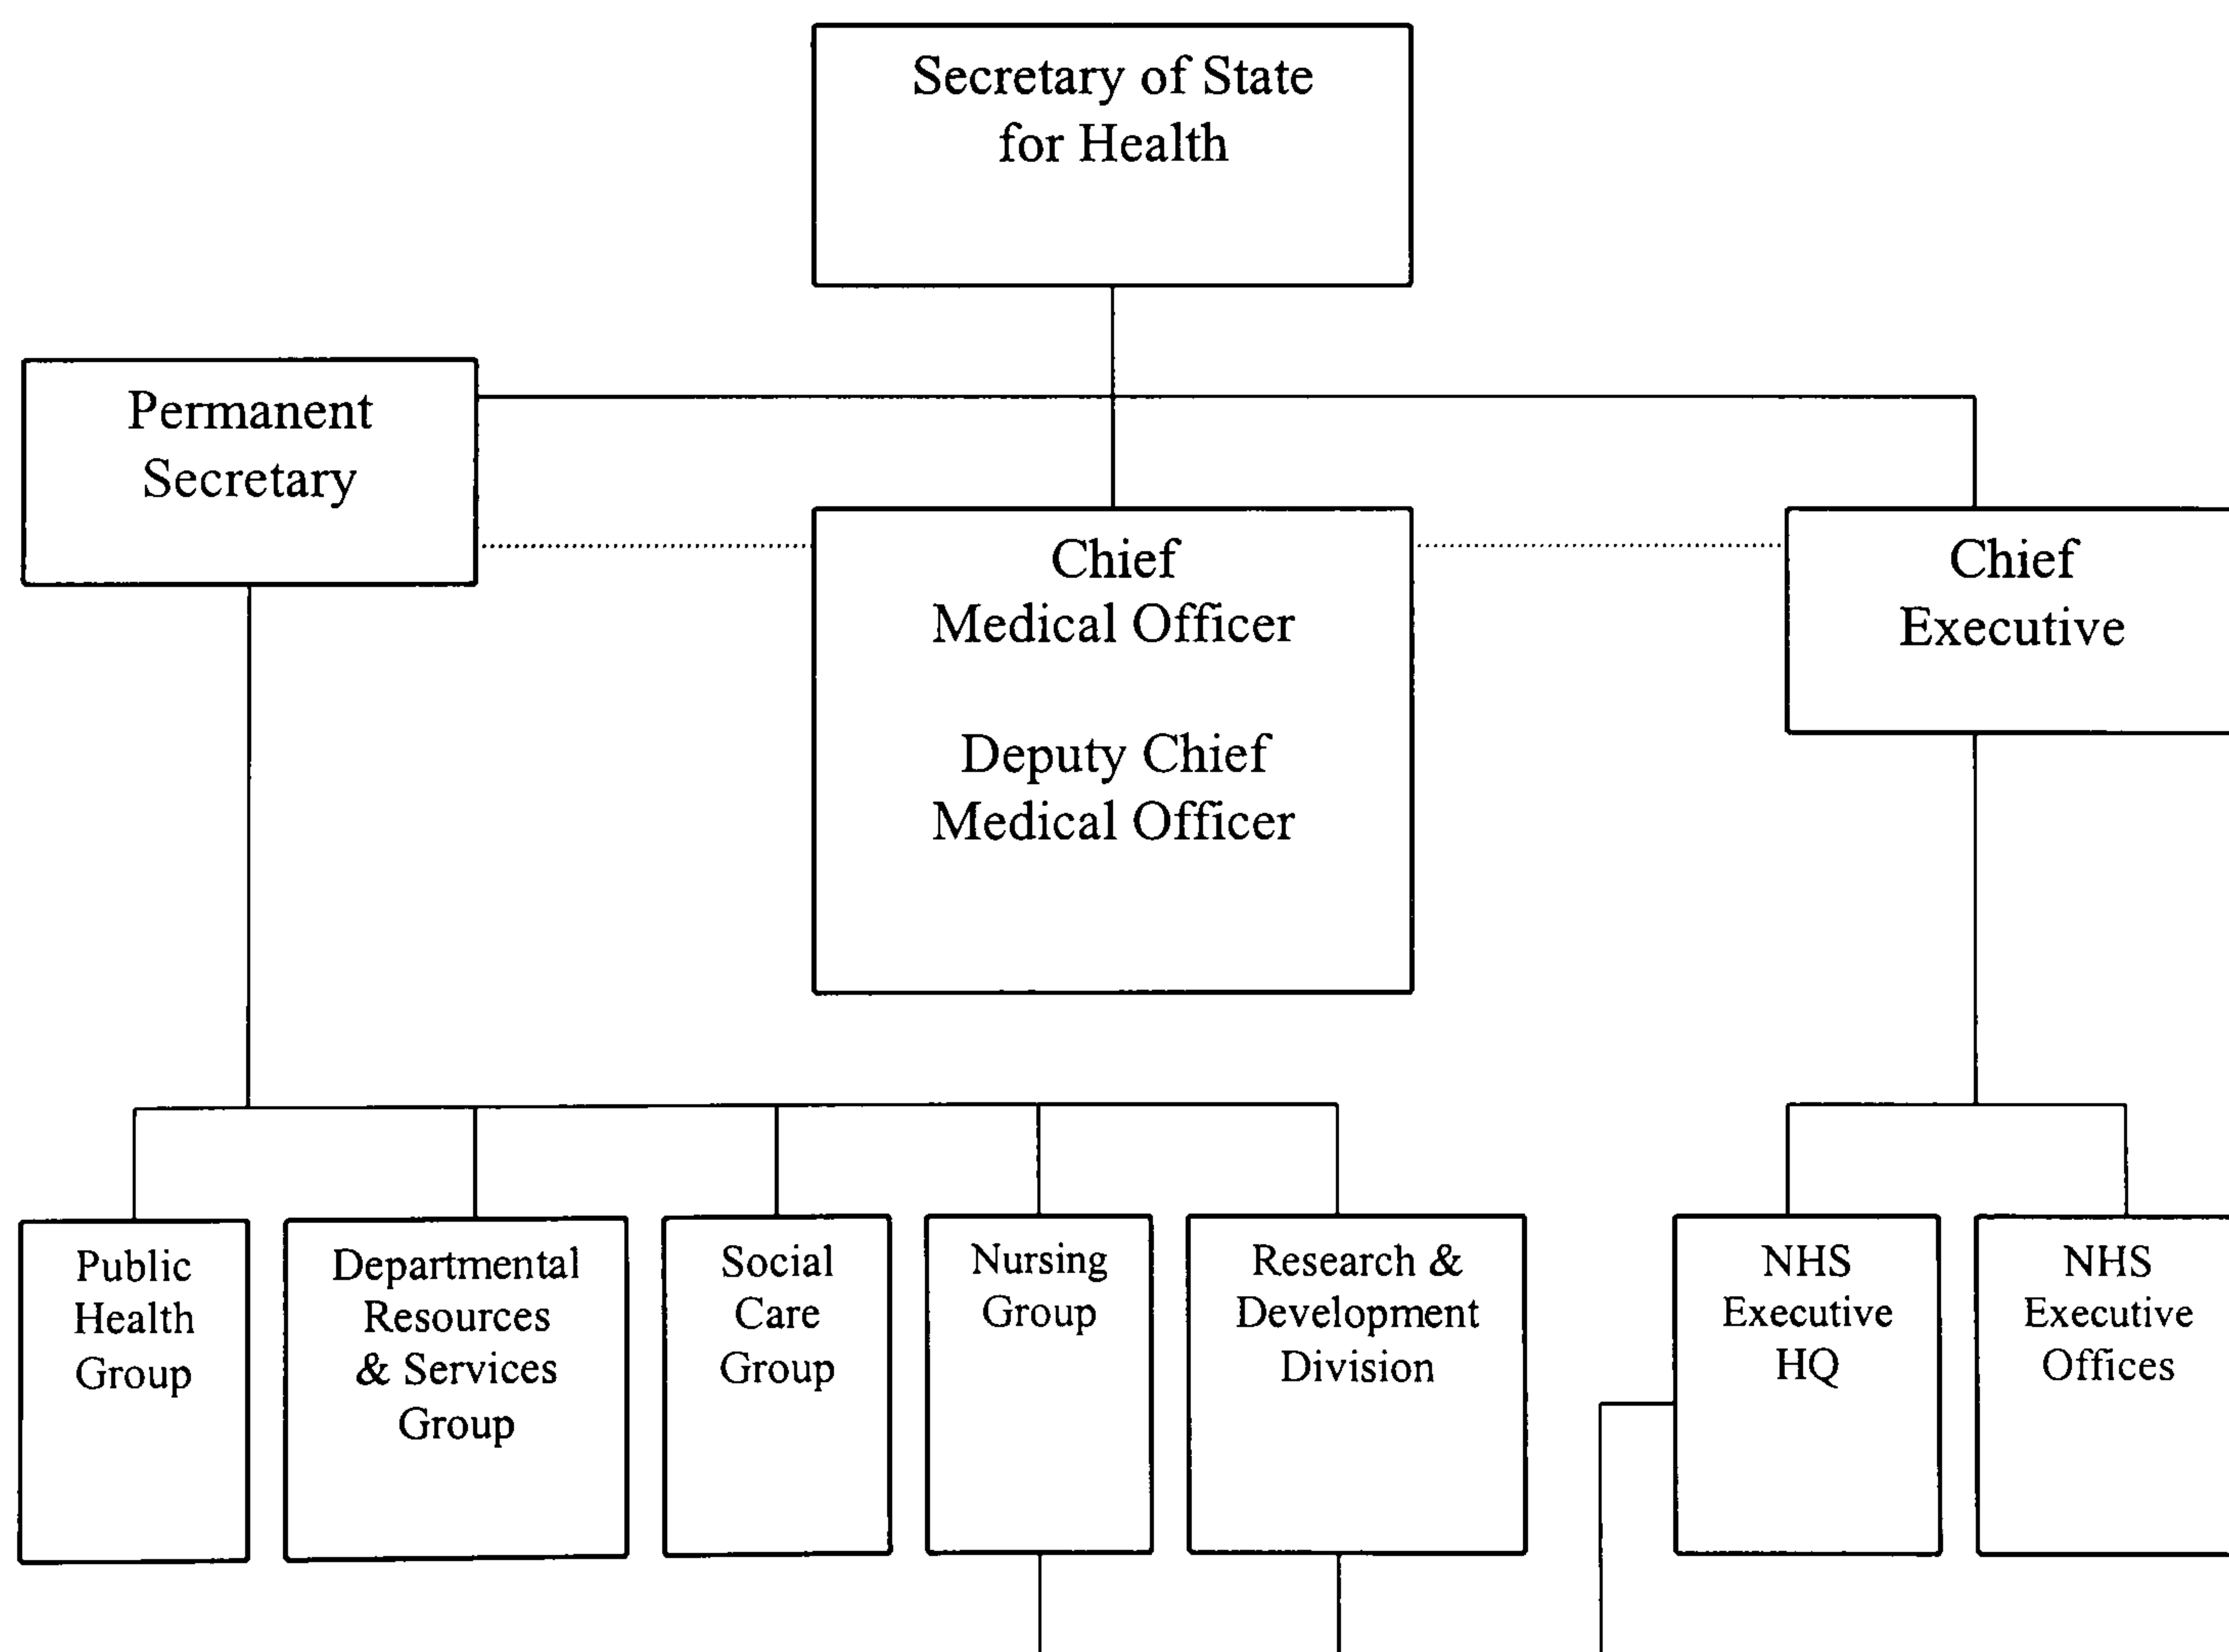 Secretary of State
for Health
Permanent
Secretary
Chief
Medical Officer
Deputy Chief
Medical Officer
Chief
Executive
Public
Health
Group
Departmental
Resources
& Services
Group
Social
Care
Group
Nursing
Group
Research &
Development
Division
NHS
Executive
HQ
NHS
Executive
Offices